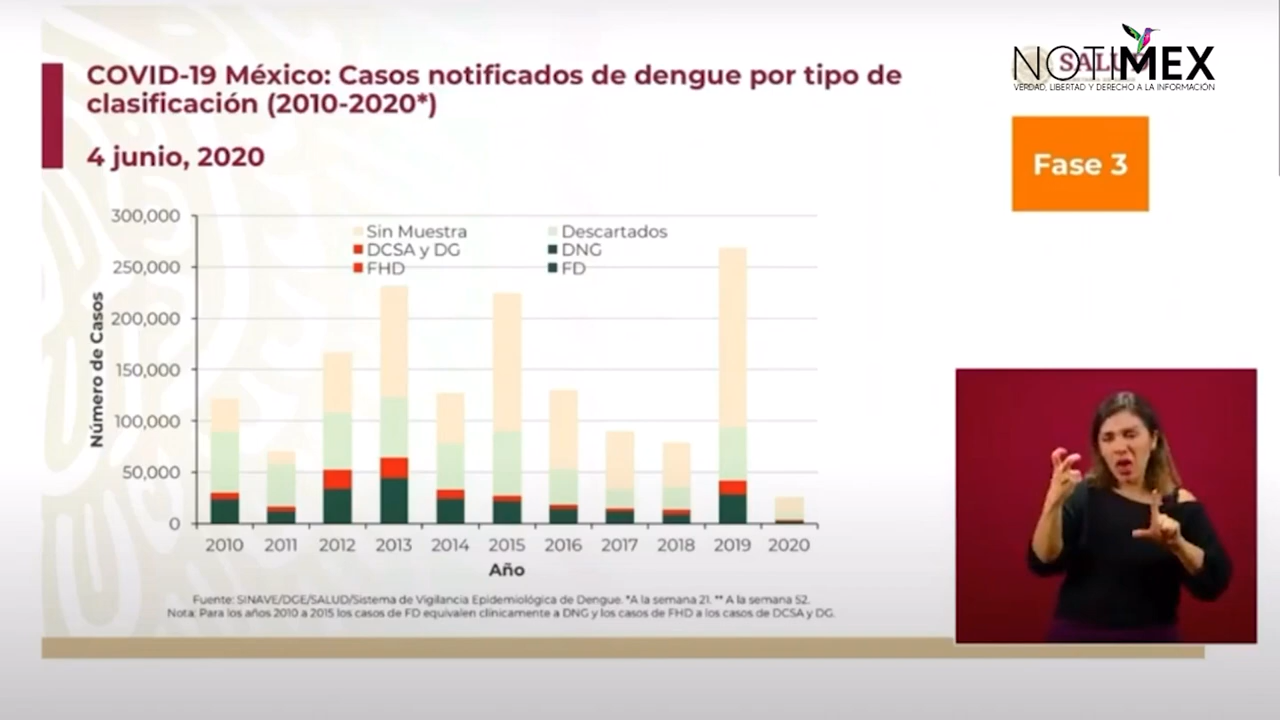 COVID-19 México: Casos notificados de dengue por tipo de
clasificación (2010-2020*)
4 junio, 2020
NOTIMEX
VERDAD, LIBERTAD Y DERECHO A LA INFORMACIÓN
Fase 3
Número de Casos
300,000
250,000
200,000
150,000
100,000
50,000
0
Sin Muestra
Descartados
DCSA y DG
DNG
FHD
FD
2010 2011 2012 2013 2014 2015 2016 2017 2018 2019 2020
Año
Fuente: SINAVE/DGE/SALUD/Sistema de Vigilancia Epidemiológica de Dengue. *A la semana 21. ** A la semana 52.
Nota: Para los años 2010 a 2015 los casos de FD equivalen clínicamente a DNG y los casos de FHD a los casos de DCSA y DG.